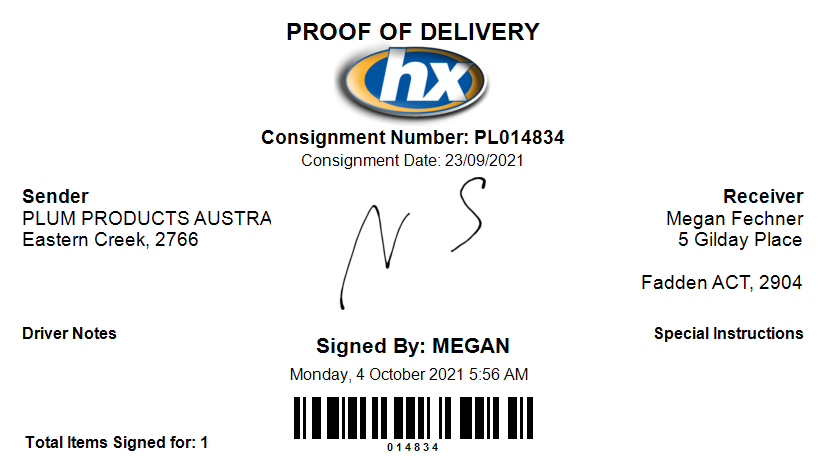 PROOF OF DELIVERY
hx
Consignment Number: PL014834
Consignment Date: 23/09/2021
Sender
PLUM PRODUCTS AUSTRA
Eastern Creek, 2766
Receiver
Megan Fechner
5 Gilday Place
Fadden ACT, 2904
N S
Driver Notes
Special Instructions
Signed By: MEGAN
Monday, 4 October 2021 5:56 AM
014834
Total Items Signed for: 1